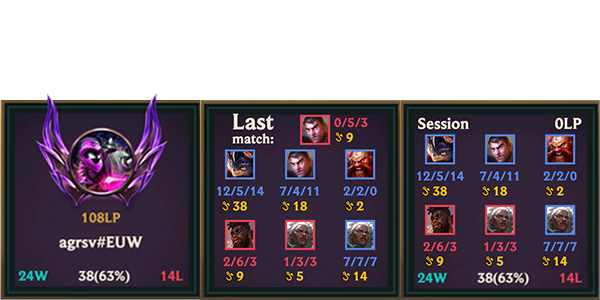 108LP
agrsv#EUW
24W 38(63%) 14L
Last
match:
0/5/3
9
12/5/14 7/4/11 2/2/0
38 18 2
2/6/3 1/3/3 7/7/7
9 5 14
Session 0LP
12/5/14 7/4/11 2/2/0
38 18 2
2/6/3 1/3/3 7/7/7
9 5 14
24W 38(63%) 14L